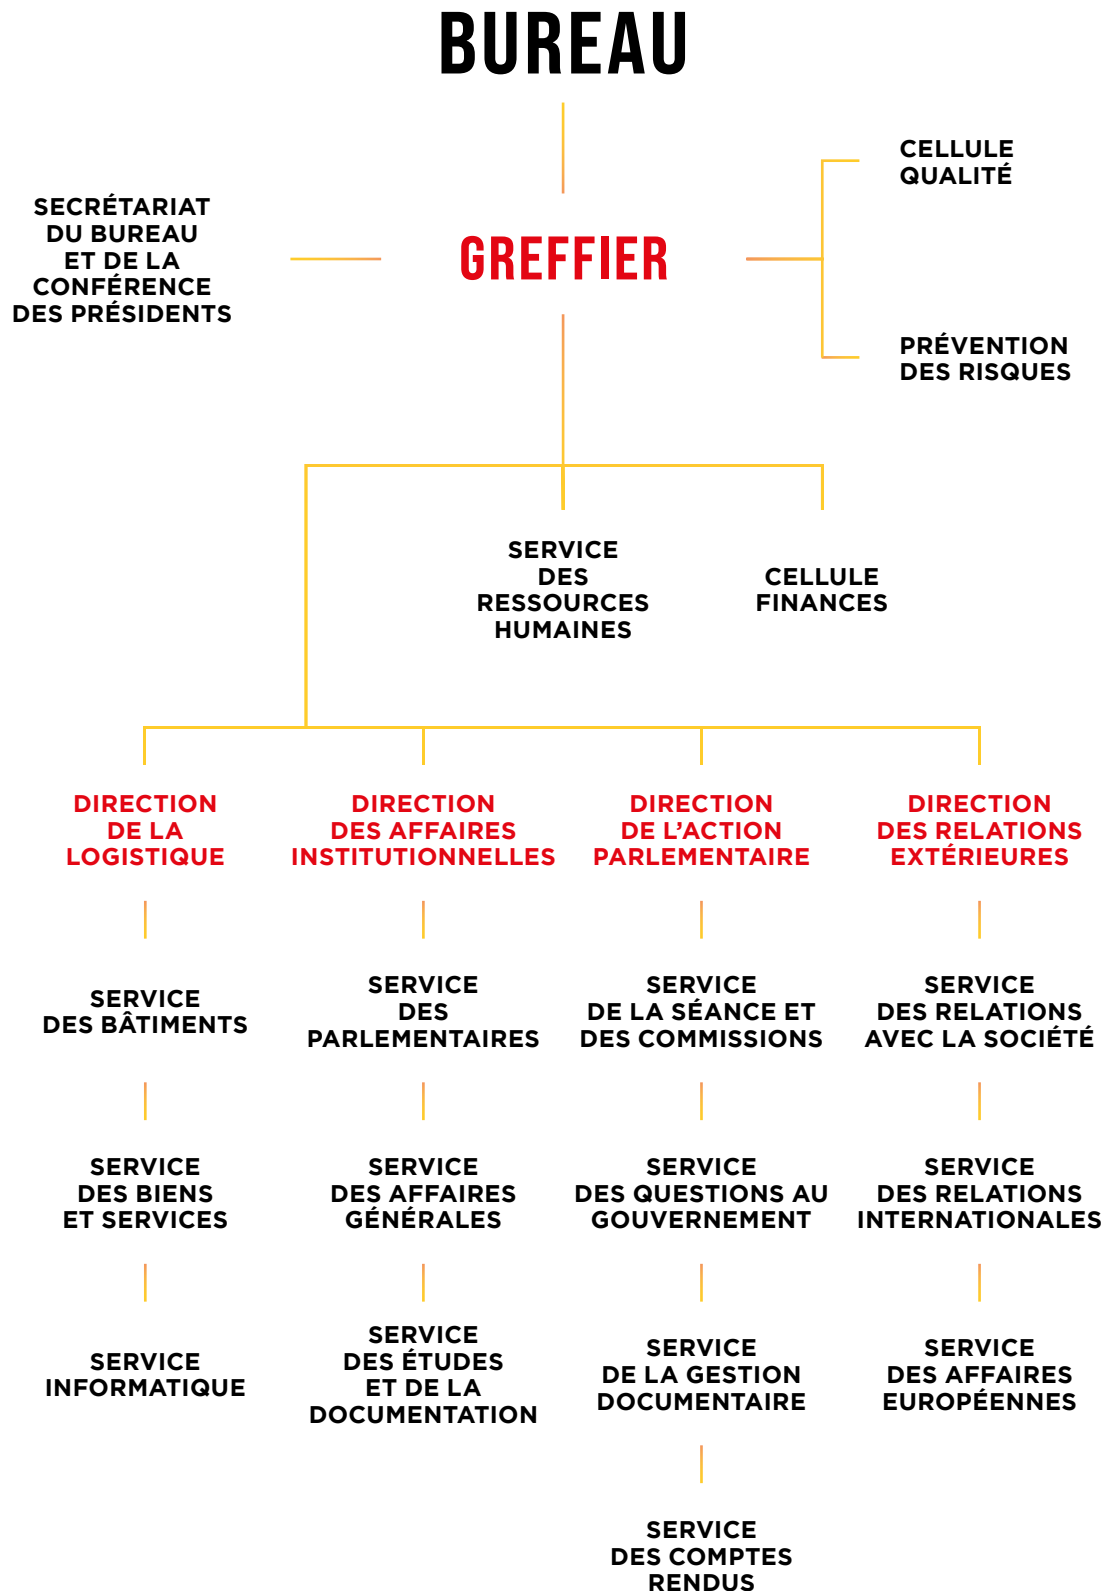 BUREAU
CELLULE
QUALITÉ
SECRÉTARIAT
DU BUREAU
ET DE LA
CONFÉRENCE
DES PRÉSIDENTS
GREFFIER
PRÉVENTION
DES RISQUES
SERVICE
DES
RESSOURCES
HUMAINES
CELLULE
FINANCES
DIRECTION
DE LA
LOGISTIQUE
DIRECTION
DES AFFAIRES
INSTITUTIONNELLES
DIRECTION
DE L’ACTION
PARLEMENTAIRE
DIRECTION
DES RELATIONS
EXTÉRIEURES
SERVICE
DES BÂTIMENTS
SERVICE
DES
PARLEMENTAIRES
SERVICE
DE LA SÉANCE ET
DES COMMISSIONS
SERVICE
DES RELATIONS
AVEC LA SOCIÉTÉ
SERVICE
DES BIENS
ET SERVICES
SERVICE
DES AFFAIRES
GÉNÉRALES
SERVICE
DES QUESTIONS AU
GOUVERNEMENT
SERVICE
DES RELATIONS
INTERNATIONALES
SERVICE
INFORMATIQUE
SERVICE
DES ÉTUDES
ET DE LA
DOCUMENTATION
SERVICE
DE LA GESTION
DOCUMENTAIRE
SERVICE
DES AFFAIRES
EUROPÉENNES
SERVICE
DES COMPTES
RENDUS